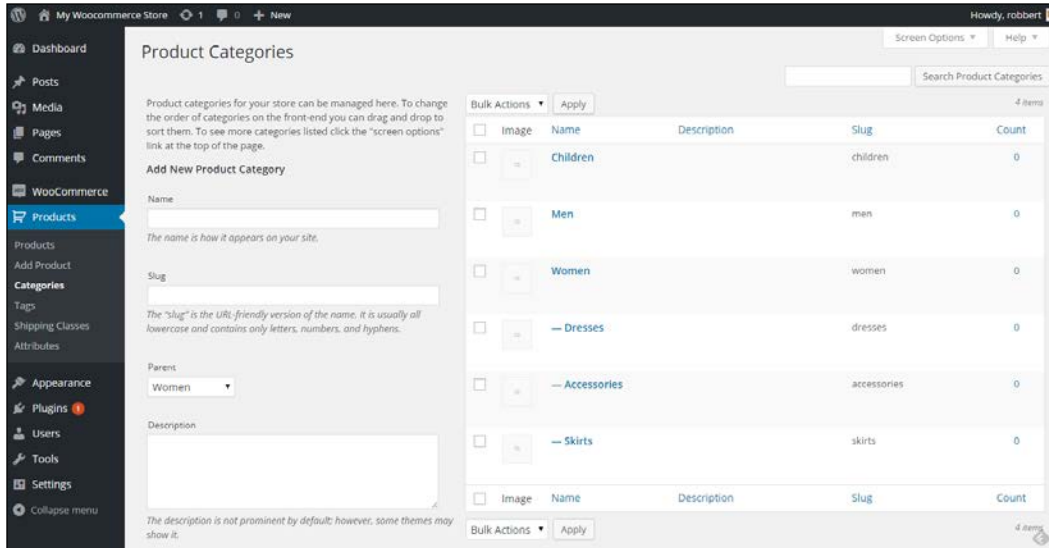 My Woocommerce Store 1 0 + New
Howdy, robbert
Screen Options Help
Dashboard
Posts
Media
Pages
Comments
WooCommerce
Products
Products
Add Product
Categories
Tags
Shipping Classes
Attributes
Appearance
Plugins 1
Users
Tools
Settings
Collapse menu
Product Categories
Product categories for your store can be managed here. To change
the order of categories on the front-end you can drag and drop to
sort them. To see more categories listed click the "screen options"
link at the top of the page.
Add New Product Category
Name
The name is how it appears on your site.
Slug
The "slug" is the URL-friendly version of the name. It is usually all
lowercase and contains only letters, numbers, and hyphens.
Parent
Women
Description
The description is not prominent by default; however, some themes may
show it.
Search Product Categories
Bulk Actions Apply
4 items
Image Name Description Slug Count
Children children 0
Men men 0
Women women 0
— Dresses dresses 0
— Accessories accessories 0
— Skirts skirts 0
Image Name Description Slug Count
Bulk Actions Apply
4 items